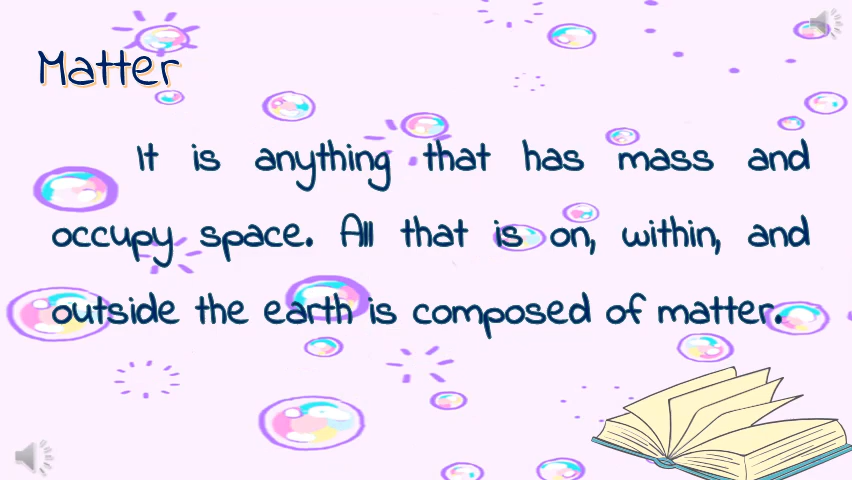 Matter
It is anything that has mass and
occupy space. All that is on, within, and
outside the earth is composed of matter.